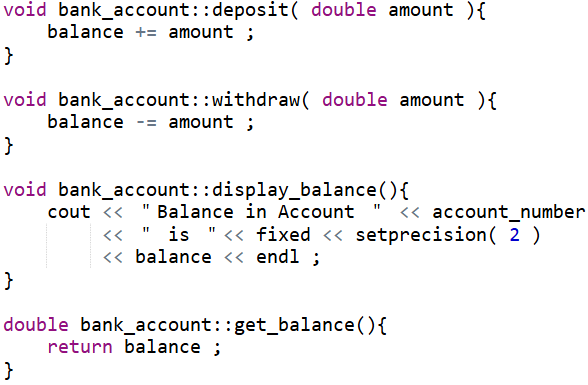 void bank_account::deposit( double amount ){
    balance += amount ;
}

void bank_account::withdraw( double amount ){
    balance -= amount ;
}

void bank_account::display_balance(){
    cout << " Balance in Account  " << account_number
        << " is " << fixed << setprecision( 2 )
        << balance << endl ;
}

double bank_account::get_balance(){
    return balance ;
}